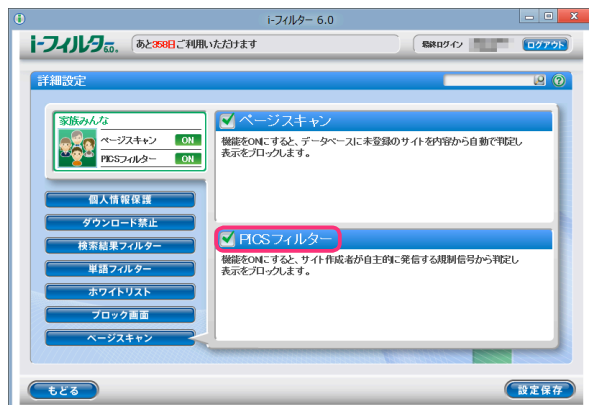 i-フィルター 6.0
i-フィルター6.0.
あと358日ご利用いただけます
最終ログイン
ログアウト
詳細設定
家族みんな
ページスキャン ON
PICSフィルター ON
個人情報保護
ダウンロード禁止
検索結果フィルター
単語フィルター
ホワイトリスト
ブロック画面
ページスキャン
ページスキャン
機能をONにすると、データベースに未登録のサイトを内容から自動で判定し
表示をブロックします。
PICSフィルター
機能をONにすると、サイト作成者が自主的に発信する規制信号から判定し
表示をブロックします。
もどる
設定保存